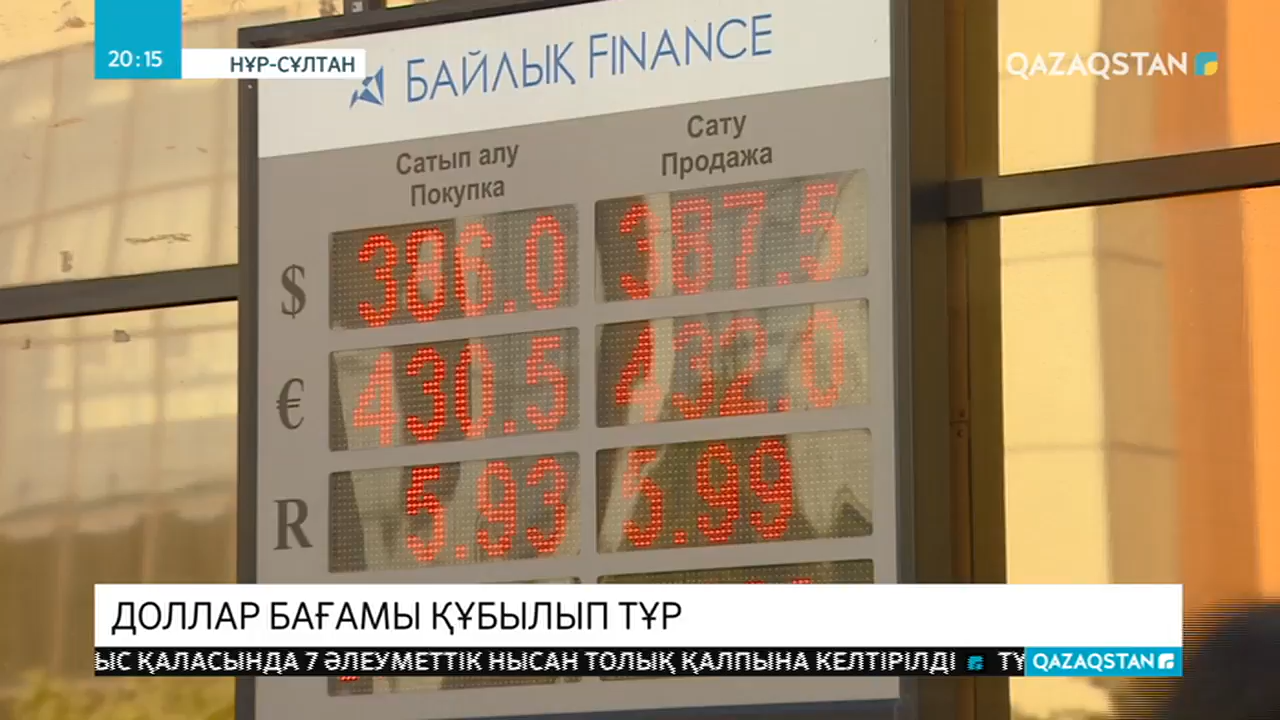 20:15
НҰР-СҰЛТАН
QAZAQSTAN
БАЙЛЫҚ FINANCE
Сатып алу
Покупка
Сату
Продажа
$ 386.0 387.5
€ 430.5 432.0
R 5.93 5.99
ДОЛЛАР БАҒАМЫ ҚҰБЫЛЫП ТҰР
ЫС ҚАЛАСЫНДА 7 ӘЛЕУМЕТТІК НЫСАН ТОЛЫҚ ҚАЛПЫНА КЕЛТІРІЛДІ ТҮ
QAZAQSTAN